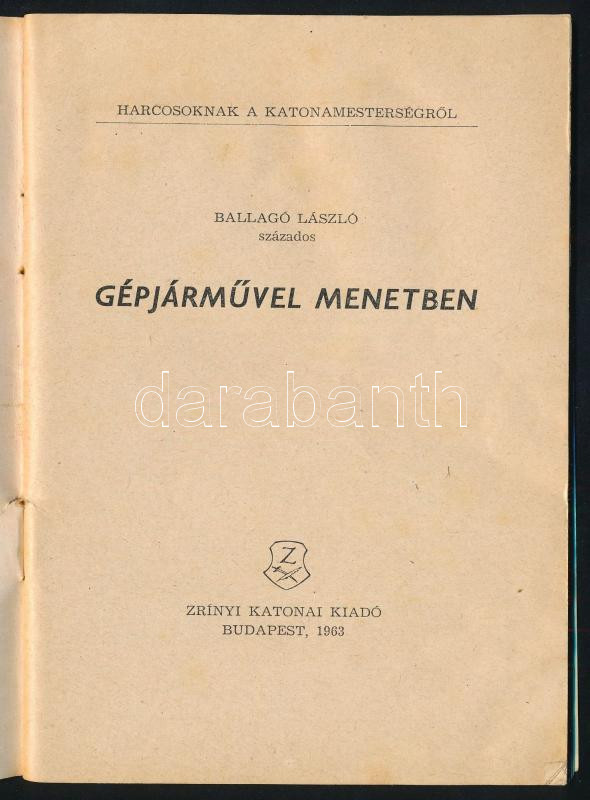 HARCOSOKNAK A KATONAMESTERSÉGRŐL
BALLAGÓ LÁSZLÓ
százados
GÉPJÁRMŰVEL MENETBEN
darabanth
Z
ZRÍNYI KATONAI KIADÓ
BUDAPEST, 1963